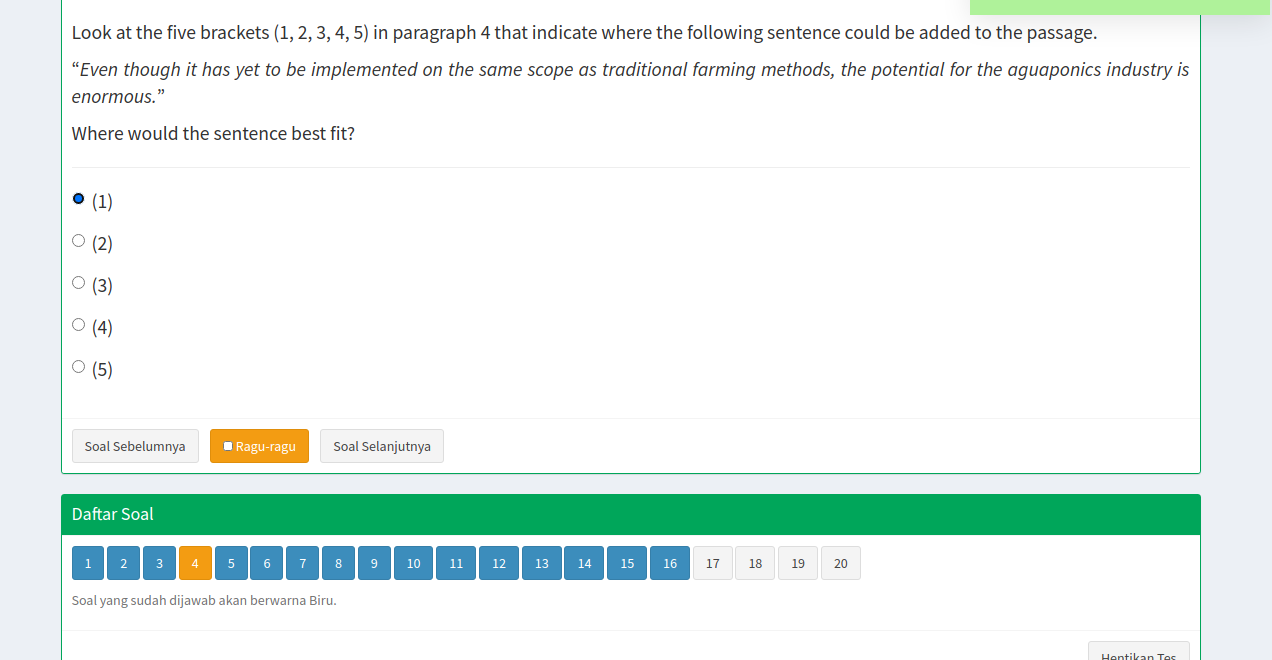 Look at the five brackets (1, 2, 3, 4, 5) in paragraph 4 that indicate where the following sentence could be added to the passage.
“Even though it has yet to be implemented on the same scope as traditional farming methods, the potential for the aguaponics industry is
enormous.”
Where would the sentence best fit?
(1)
(2)
(3)
(4)
(5)
Soal Sebelumnya Ragu-ragu Soal Selanjutnya
Daftar Soal
1 2 3 4 5 6 7 8 9 10 11 12 13 14 15 16 17 18 19 20
Soal yang sudah dijawab akan berwarna Biru.
Hentikan Tes